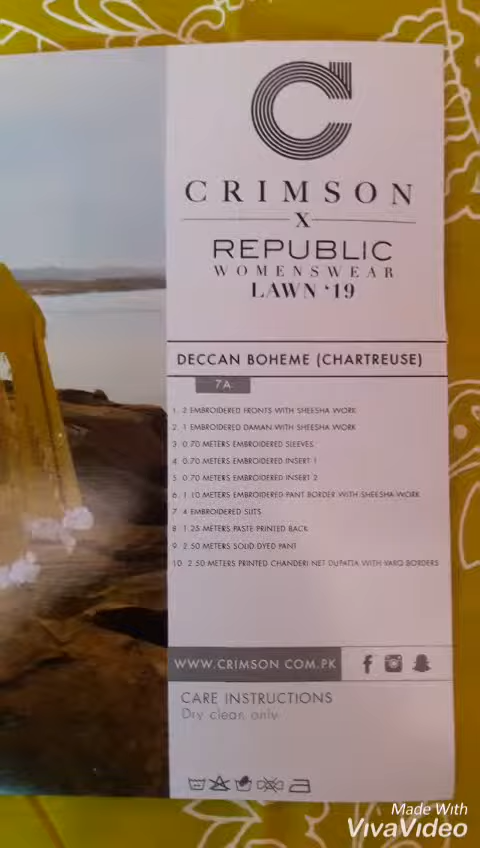 CRIMSON
X
REPUBLIC
WOMENSWEAR
LAWN ‘19
DECCAN BOHEME (CHARTREUSE)
7A
1. 2 EMBROIDERED FRONTS WITH SHEESHA WORK
2. 1 EMBROIDERED DAMAN WITH SHEESHA WORK
3 0.70 METERS EMBROIDERED SLEEVES
4 0.70 METERS EMBROIDERED INSERT 1
5 0.70 METERS EMBROIDERED INSERT 2
6 1.10 METERS EMBROIDERED PANT BORDER WITH SHEESHA WORK
7 4 EMBROIDERED SLITS
8 1.25 METERS PASTE PRINTED BACK
9 2.50 METERS SOLID DYED PANT
10 2.50 METERS PRINTED CHANDERI NET DUPATTA WITH VARQ BORDERS
WWW.CRIMSON.COM.PK
CARE INSTRUCTIONS
Dry clean only
Made With
VivaVideo